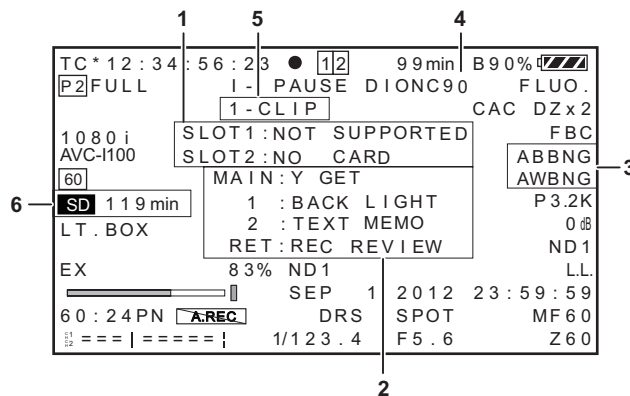 1 5 4
TC*12:34:56:23 ● 12 99min B90%
P2 FULL I- PAUSE DIONC90 FLUO.
1-CLIP CAC DZx2
SLOT1:NOT SUPPORTED FBC
1080i
AVC-I100 SLOT2:NO CARD ABBNG
3
60 MAIN:Y GET AWBNG
6 SD 119min 1 :BACK LIGHT P3.2K
LT.BOX 2 :TEXT MEMO 0dB
RET:REC REVIEW ND1
EX 83% ND1 L.L.
SEP 1 2012 23:59:59
60:24PN A.REC DRS SPOT MF60
===|=====¦ 1/123.4 F5.6 Z60
2